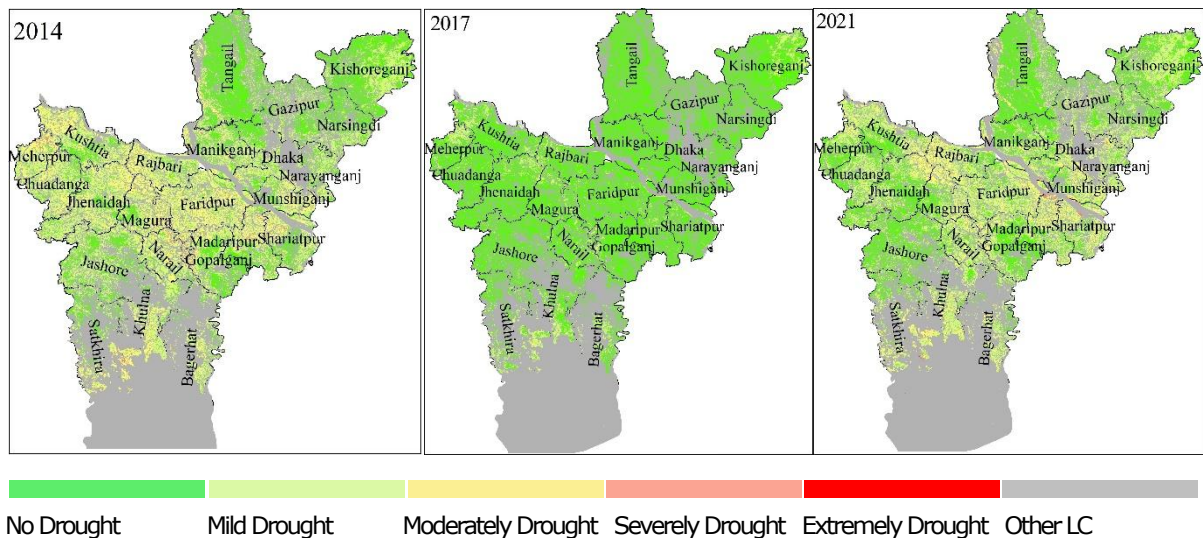 2014
Tangail
Kishoreganj
Gazipur
Narsingdi
Kushtia
Manikganj
Dhaka
Meherpur
Rajbari
Narayanganj
Chuadanga
Faridpur
Munshiganj
Jhenaidah
Magura
Madaripur
Shariatpur
Narail
Gopalganj
Jashore
Khulna
Satkhira
Bagerhat
2017
Tangail
Kishoreganj
Gazipur
Narsingdi
Kushtia
Manikganj
Dhaka
Meherpur
Rajbari
Narayanganj
Chuadanga
Faridpur
Munshiganj
Jhenaidah
Magura
Madaripur
Shariatpur
Narail
Gopalganj
Jashore
Khulna
Satkhira
Bagerhat
2021
Tangail
Kishoreganj
Gazipur
Narsingdi
Kushtia
Manikganj
Dhaka
Meherpur
Rajbari
Narayanganj
Chuadanga
Faridpur
Munshiganj
Jhenaidah
Magura
Madaripur
Shariatpur
Narail
Gopalganj
Jashore
Khulna
Satkhira
Bagerhat
No Drought Mild Drought Moderately Drought Severely Drought Extremely Drought Other LC